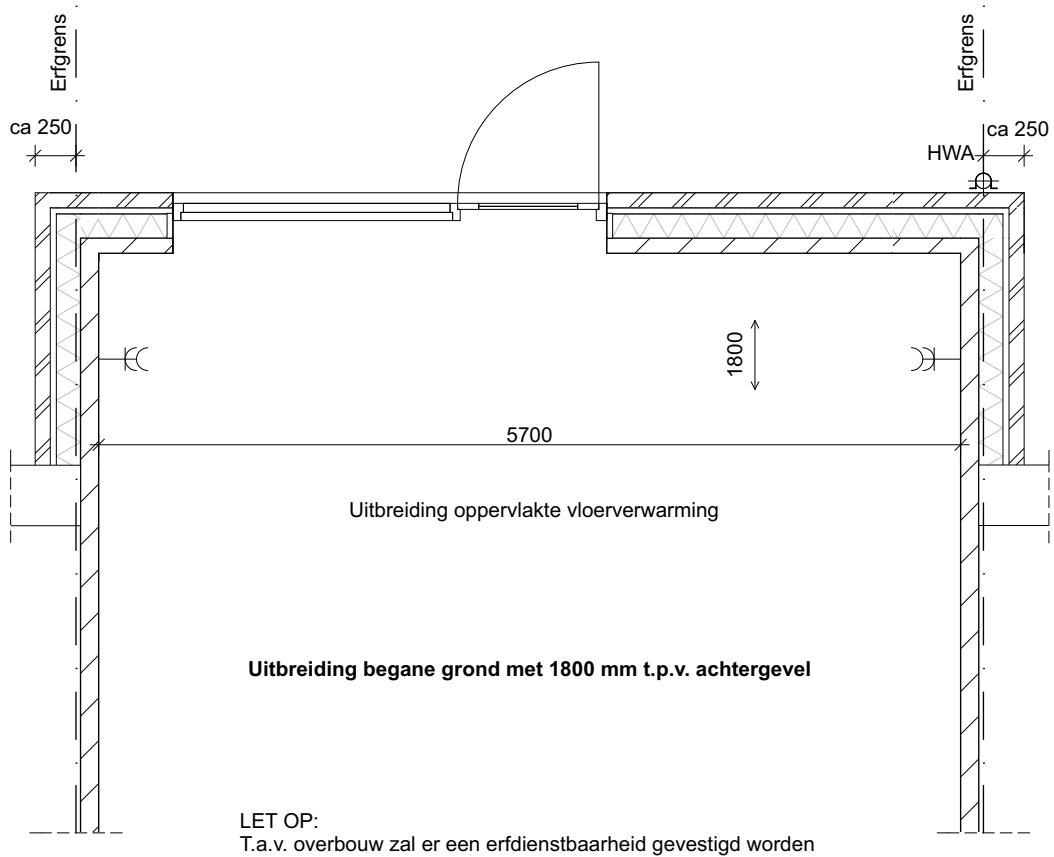 Erfgrens
Erfgrens
ca 250
ca 250
HWA
1800
5700
Uitbreiding oppervlakte vloerverwarming
Uitbreiding begane grond met 1800 mm t.p.v. achtergevel
LET OP:
T.a.v. overbouw zal er een erfdienstbaarheid gevestigd worden